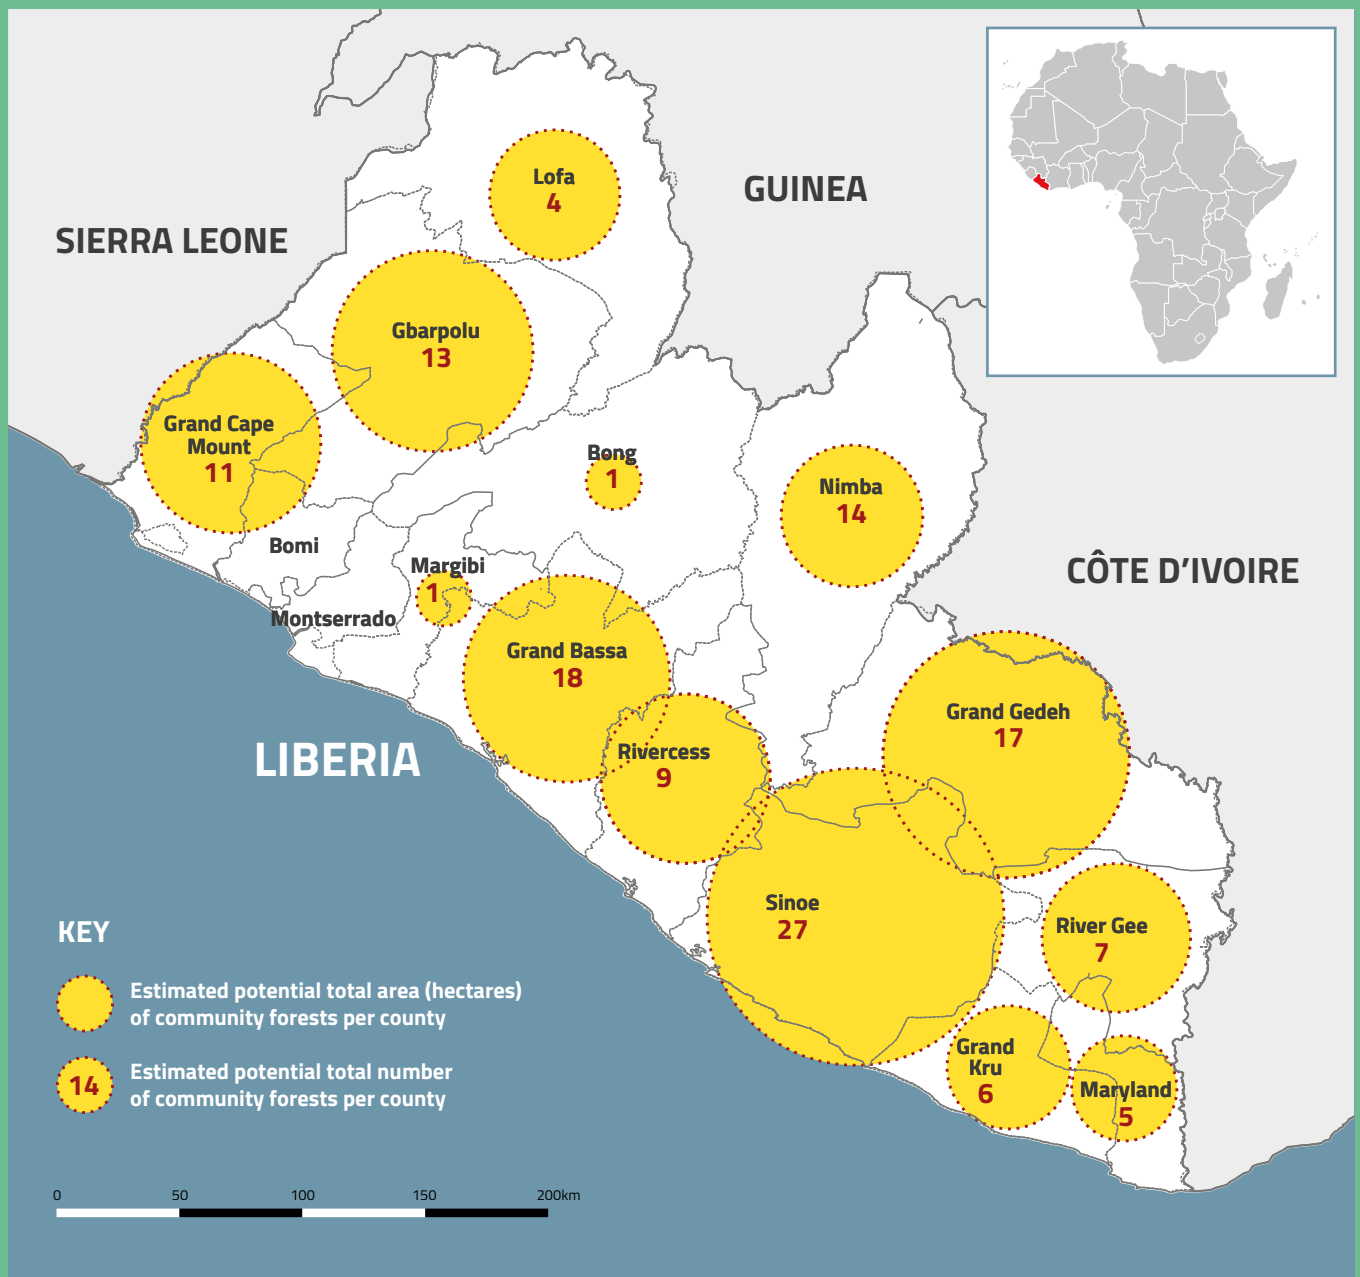 GUINEA
SIERRA LEONE
CÔTE D'IVOIRE
LIBERIA
Lofa
4
Gbarpolu
13
Grand Cape
Mount
11
Bong
1
Nimba
14
Bomi
Margibi
1
Montserrado
Grand Bassa
18
Rivercess
9
Grand Gedeh
17
Sinoe
27
River Gee
7
Grand
Kru
6
Maryland
5
KEY
Estimated potential total area (hectares)
of community forests per county
14
Estimated potential total number
of community forests per county
0 50 100 150 200km